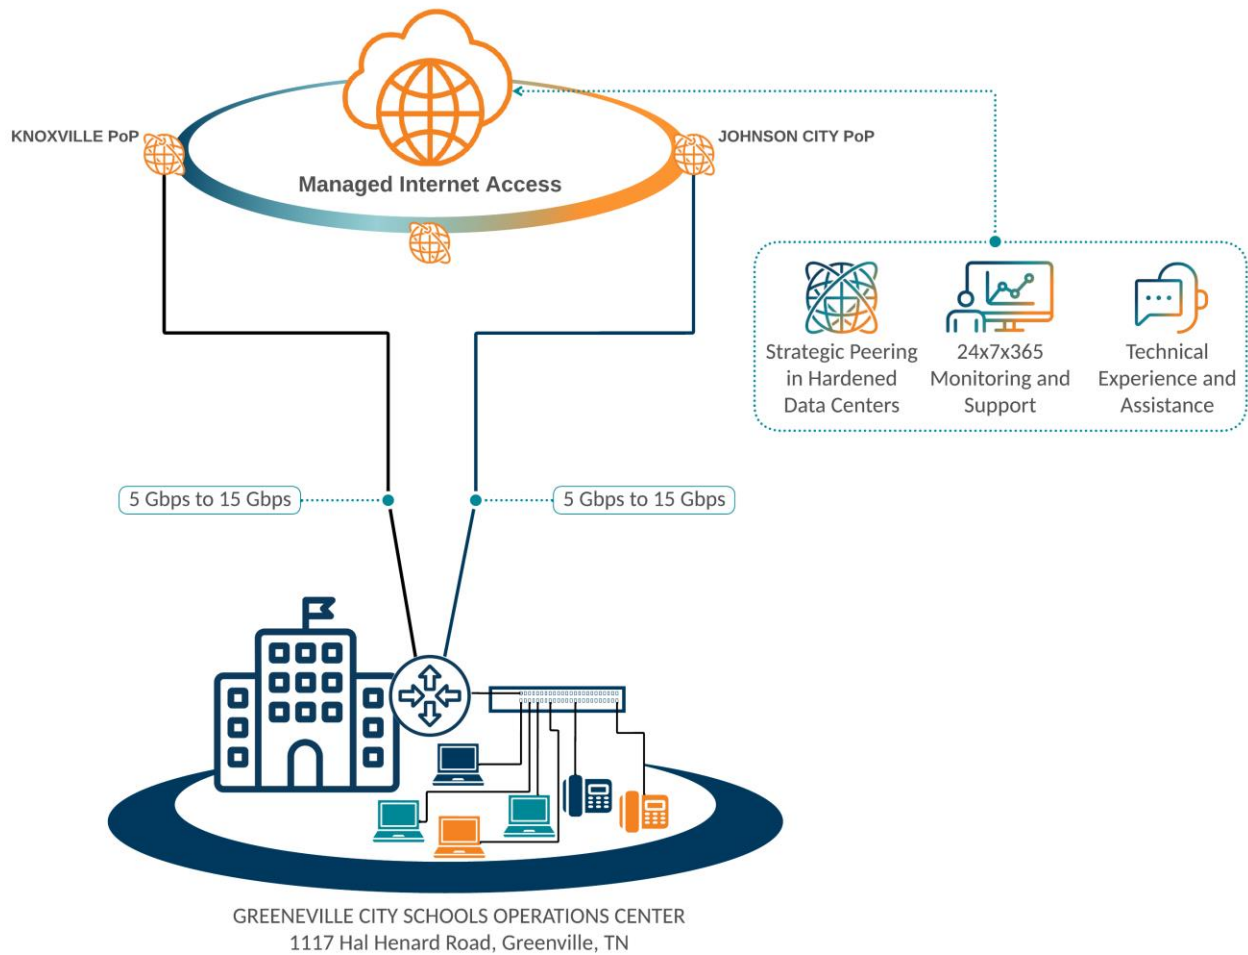 KNOXVILLE PoP
JOHNSON CITY PoP
Managed Internet Access
Strategic Peering
in Hardened
Data Centers
24x7x365
Monitoring and
Support
Technical
Experience and
Assistance
5 Gbps to 15 Gbps
5 Gbps to 15 Gbps
GREENEVILLE CITY SCHOOLS OPERATIONS CENTER
1117 Hal Henard Road, Greenville, TN